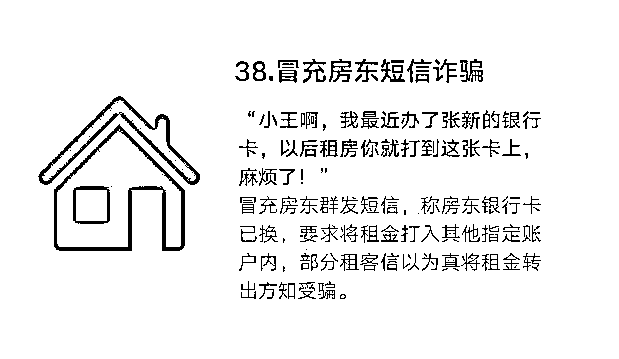 38.冒充房东短信诈骗
“小王啊，我最近办了张新的银行
卡，以后租房你就打到这张卡上，
麻烦了！”
冒充房东群发短信，称房东银行卡
已换，要求将租金打入其他指定账
户内，部分租客信以为真将租金转
出方知受骗。